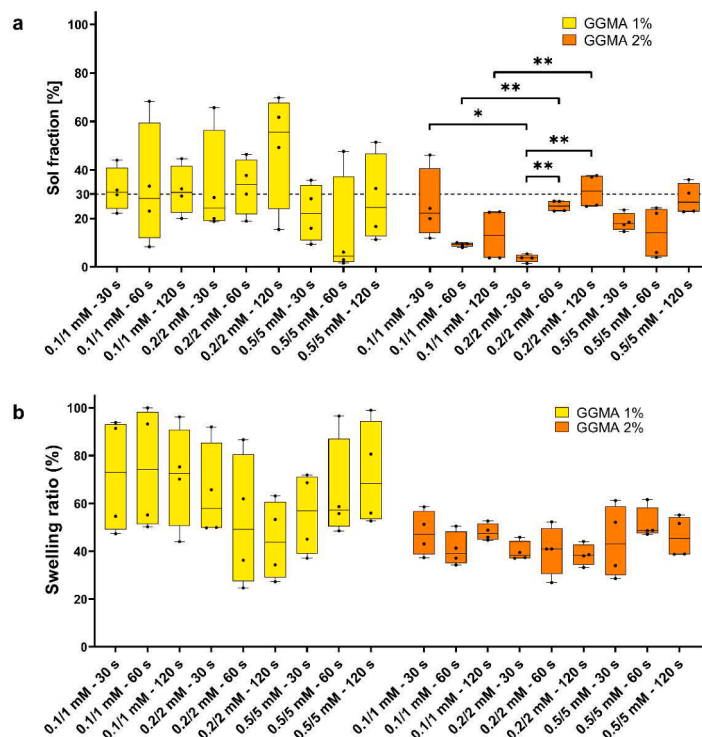 a
GGMA 1%
GGMA 2%
Sol fraction [%]
100
80
60
40
20
0
**
**
*
**
**
0.1/1 mM - 30 s
0.1/1 mM - 60 s
0.1/1 mM - 120 s
0.2/2 mM - 30 s
0.2/2 mM - 60 s
0.2/2 mM - 120 s
0.5/5 mM - 30 s
0.5/5 mM - 60 s
0.5/5 mM - 120 s
0.1/1 mM - 30 s
0.1/1 mM - 60 s
0.1/1 mM - 120 s
0.2/2 mM - 30 s
0.2/2 mM - 60 s
0.2/2 mM - 120 s
0.5/5 mM - 30 s
0.5/5 mM - 60 s
0.5/5 mM - 120 s
b
GGMA 1%
GGMA 2%
Swelling ratio (%)
100
80
60
40
20
0
0.1/1 mM - 30 s
0.1/1 mM - 60 s
0.1/1 mM - 120 s
0.2/2 mM - 30 s
0.2/2 mM - 60 s
0.2/2 mM - 120 s
0.5/5 mM - 30 s
0.5/5 mM - 60 s
0.5/5 mM - 120 s
0.1/1 mM - 30 s
0.1/1 mM - 60 s
0.1/1 mM - 120 s
0.2/2 mM - 30 s
0.2/2 mM - 60 s
0.2/2 mM - 120 s
0.5/5 mM - 30 s
0.5/5 mM - 60 s
0.5/5 mM - 120 s